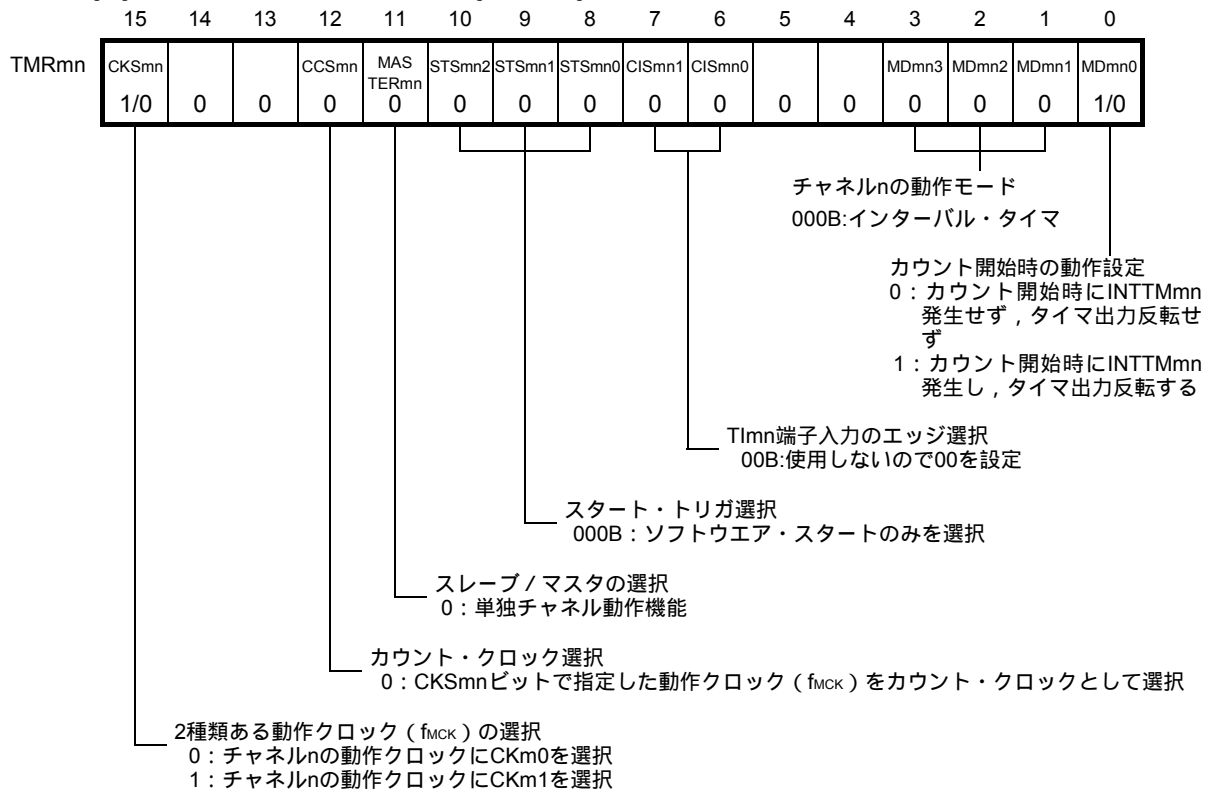 15 14 13 12 11 10 9 8 7 6 5 4 3 2 1 0
TMRmn CKSmn CCSmn MAS TERmn STSmn2 STSmn1 STSmn0 CISmn1 CISmn0 MDmn3 MDmn2 MDmn1 MDmn0
1/0 0 0 0 0 0 0 0 0 0 0 0 0 0 0 1/0
チャネルnの動作モード
000B:インターバル・タイマ
カウント開始時の動作設定
0：カウント開始時にINTTMmn
発生せず，タイマ出力反転せ
ず
1：カウント開始時にINTTMmn
発生し，タイマ出力反転する
TImn端子入力のエッジ選択
00B:使用しないので00を設定
スタート・トリガ選択
000B：ソフトウエア・スタートのみを選択
スレーブ／マスタの選択
0：単独チャネル動作機能
カウント・クロック選択
0：CKSmnビットで指定した動作クロック（fMCK）をカウント・クロックとして選択
2種類ある動作クロック（fMCK）の選択
0：チャネルnの動作クロックにCKm0を選択
1：チャネルnの動作クロックにCKm1を選択